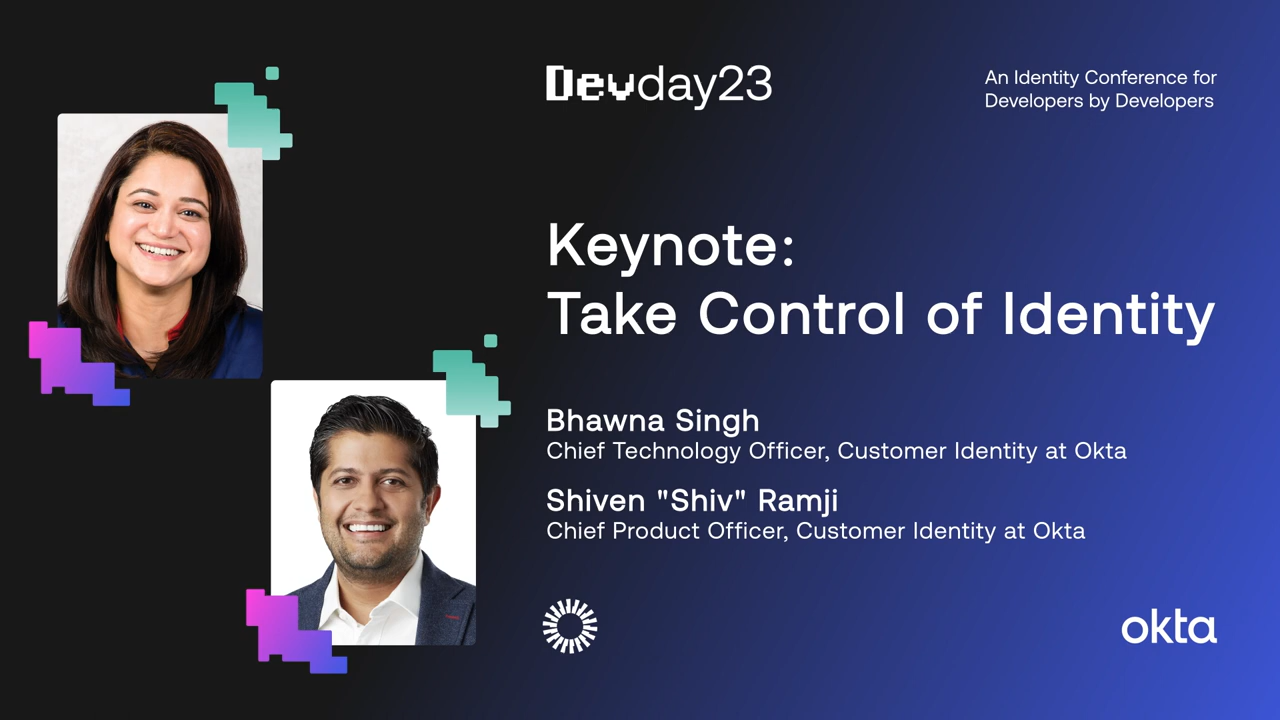 Devday23
An Identity Conference for
Developers by Developers
Keynote:
Take Control of Identity
Bhawna Singh
Chief Technology Officer, Customer Identity at Okta
Shiven "Shiv" Ramji
Chief Product Officer, Customer Identity at Okta
okta